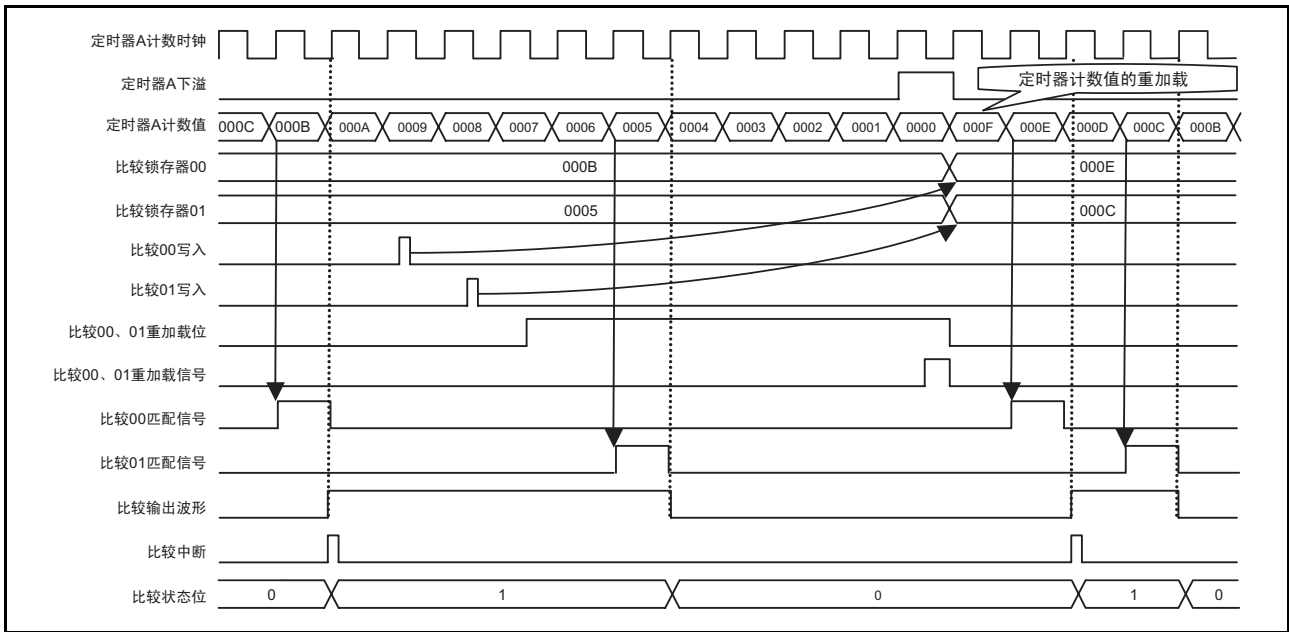 定时器A计数时钟
定时器A下溢
定时器计数值的重加载
定时器A计数值 000C 000B 000A 0009 0008 0007 0006 0005 0004 0003 0002 0001 0000 000F 000E 000D 000C 000B
比较锁存器00 000B 000E
比较锁存器01 0005 000C
比较00写入
比较01写入
比较00、01重加载位
比较00、01重加载信号
比较00匹配信号
比较01匹配信号
比较输出波形
比较中断
比较状态位 0 1 0 1 0